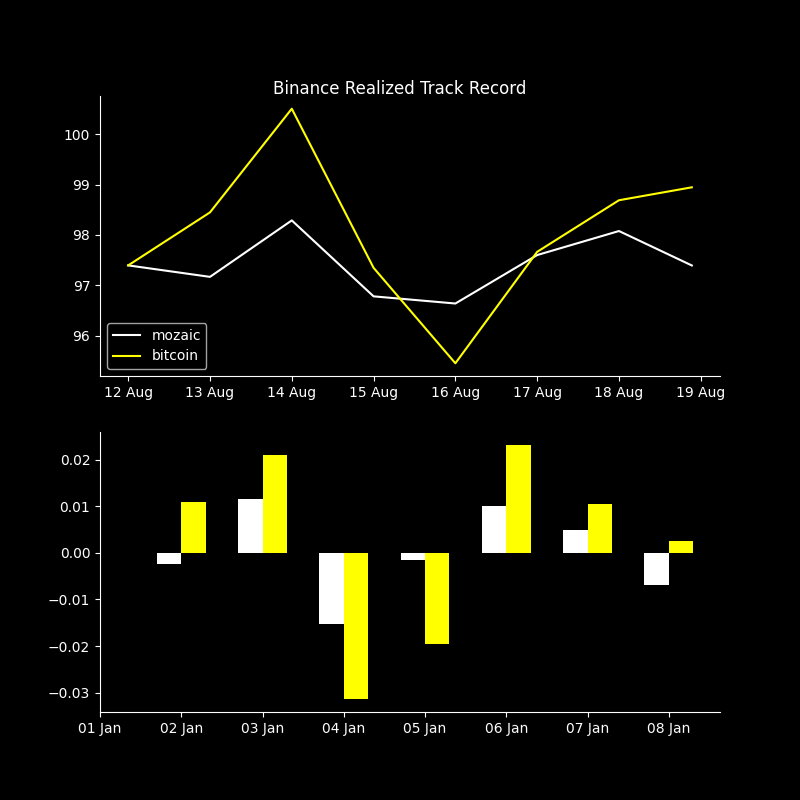 Binance Realized Track Record
100
99
98
97
96
mozaic
bitcoin
12 Aug 13 Aug 14 Aug 15 Aug 16 Aug 17 Aug 18 Aug 19 Aug
0.02
0.01
0.00
−0.01
−0.02
−0.03
01 Jan 02 Jan 03 Jan 04 Jan 05 Jan 06 Jan 07 Jan 08 Jan